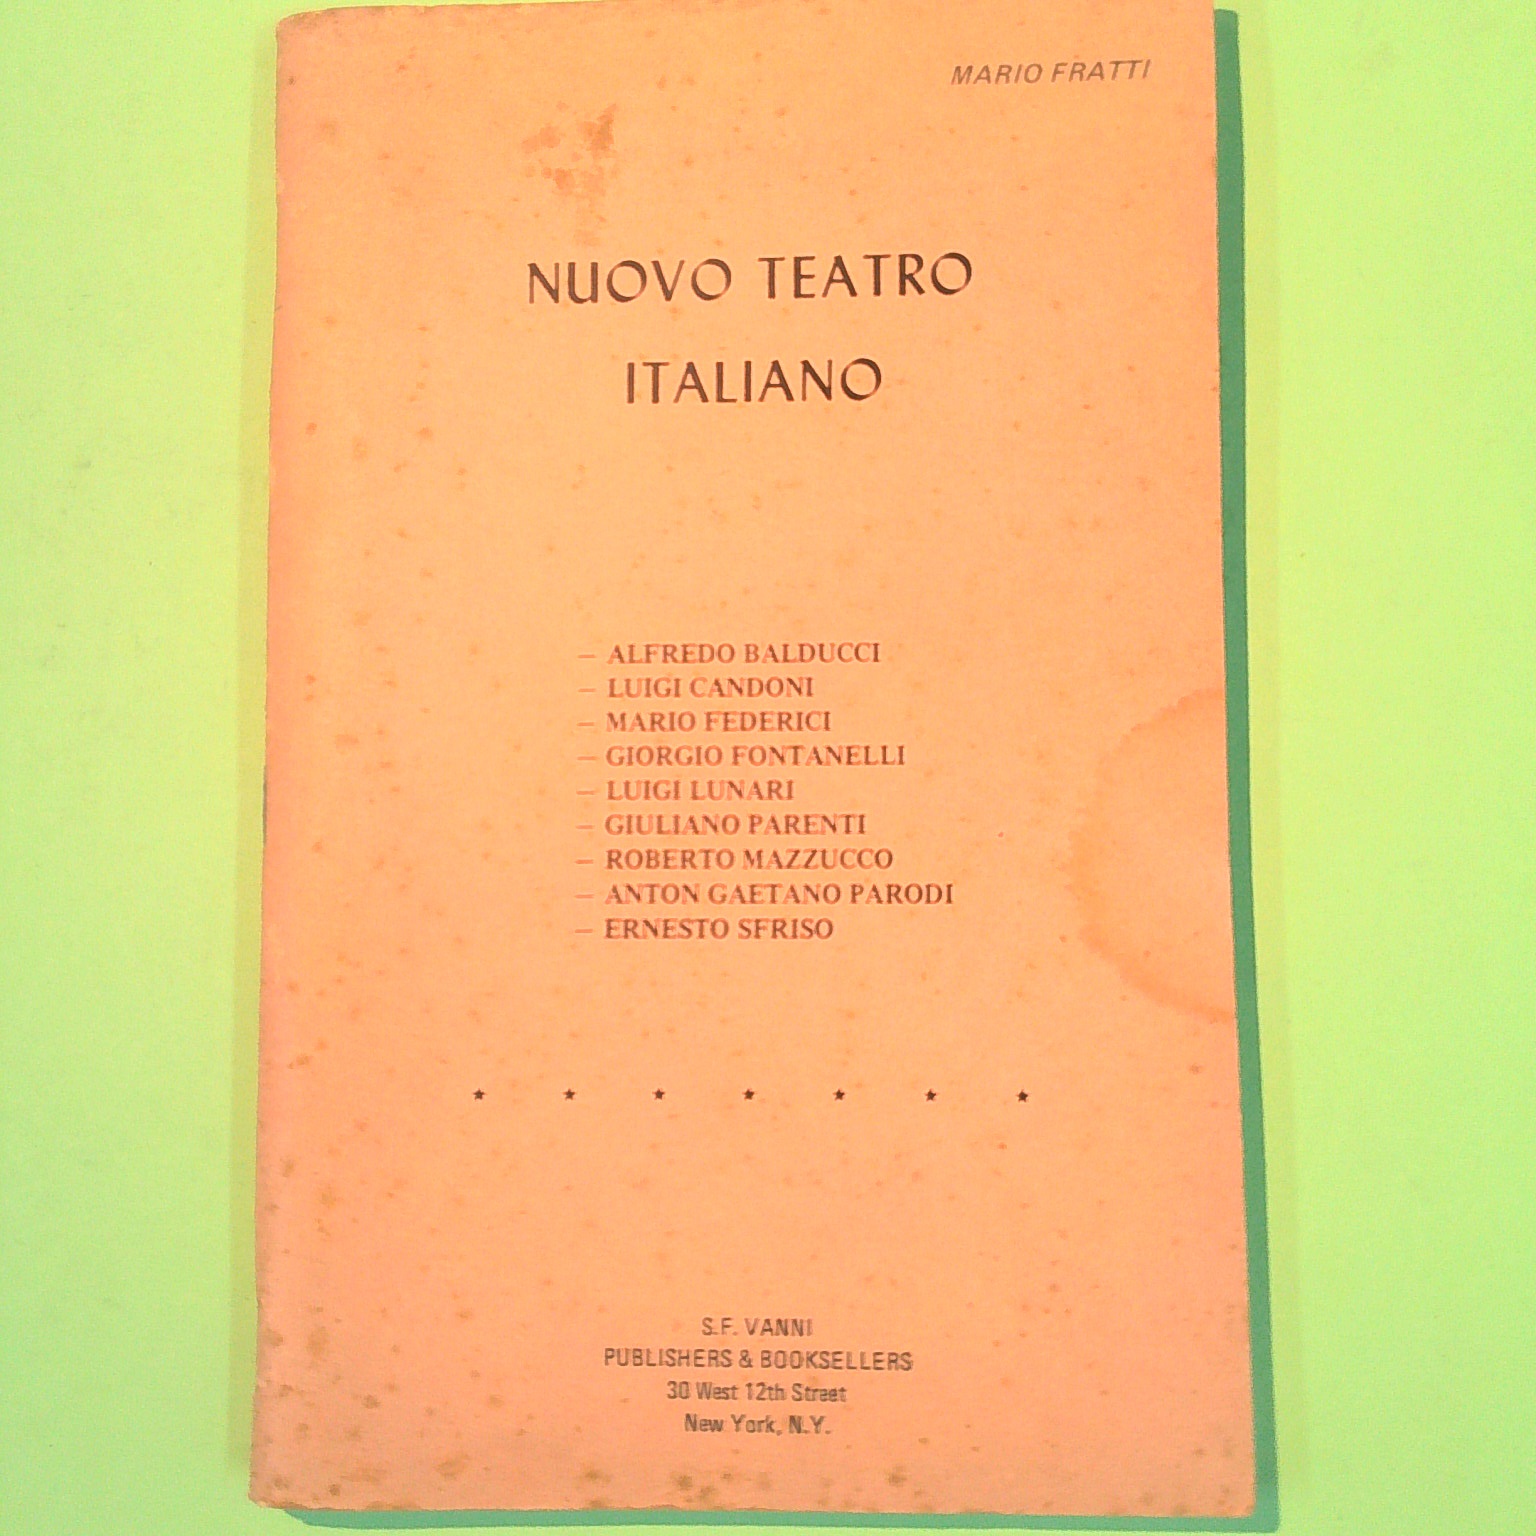 MARIO FRATTI
NUOVO TEATRO
ITALIANO
– ALFREDO BALDUCCI
– LUIGI CANDONI
– MARIO FEDERICI
– GIORGIO FONTANELLI
– LUIGI LUNARI
– GIULIANO PARENTI
– ROBERTO MAZZUCCO
– ANTON GAETANO PARODI
– ERNESTO SFRISO
S.F. VANNI
PUBLISHERS & BOOKSELLERS
30 West 12th Street
New York, N.Y.